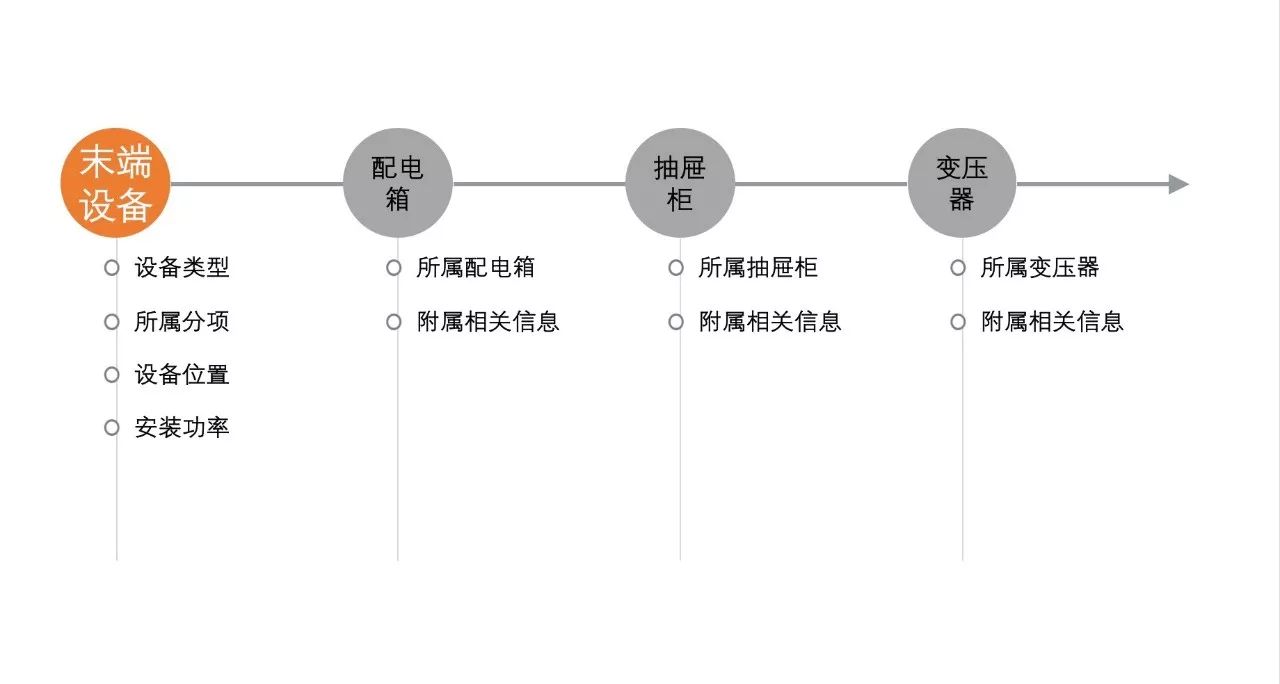 末端
设备
设备类型
所属分项
设备位置
安装功率
配电
箱
所属配电箱
附属相关信息
抽屉
柜
所属抽屉柜
附属相关信息
变压
器
所属变压器
附属相关信息